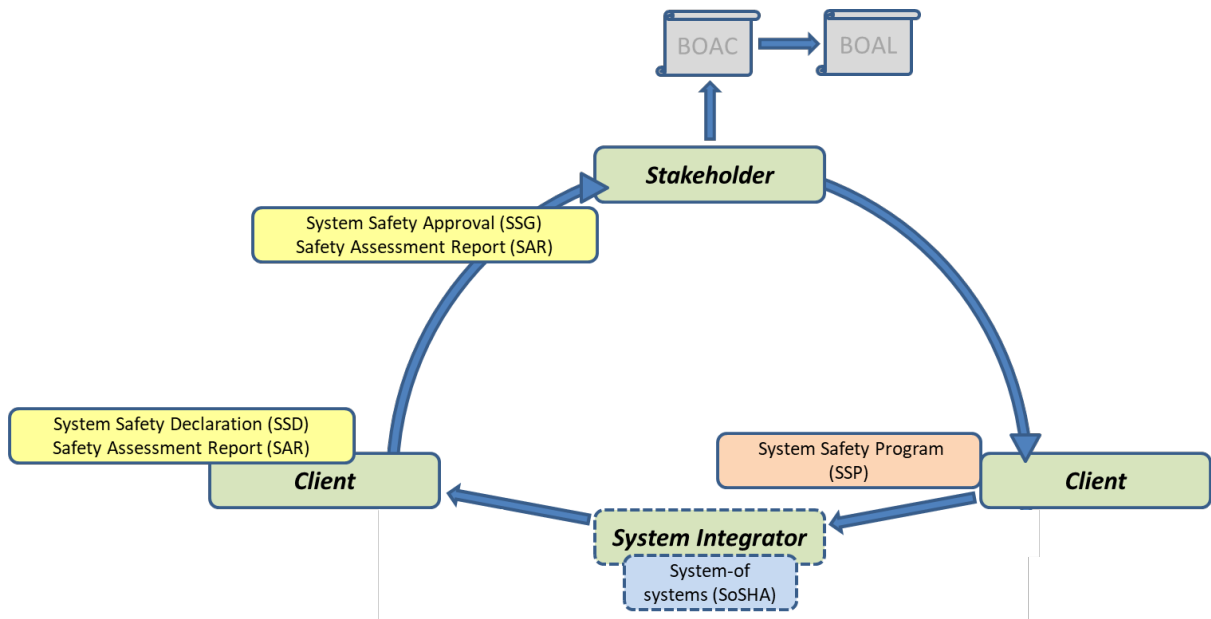 BOAC
BOAL
Stakeholder
System Safety Approval (SSG)
Safety Assessment Report (SAR)
System Safety Declaration (SSD)
Safety Assessment Report (SAR)
Client
System Safety Program
(SSP)
Client
System Integrator
System-of
systems (SoSHA)